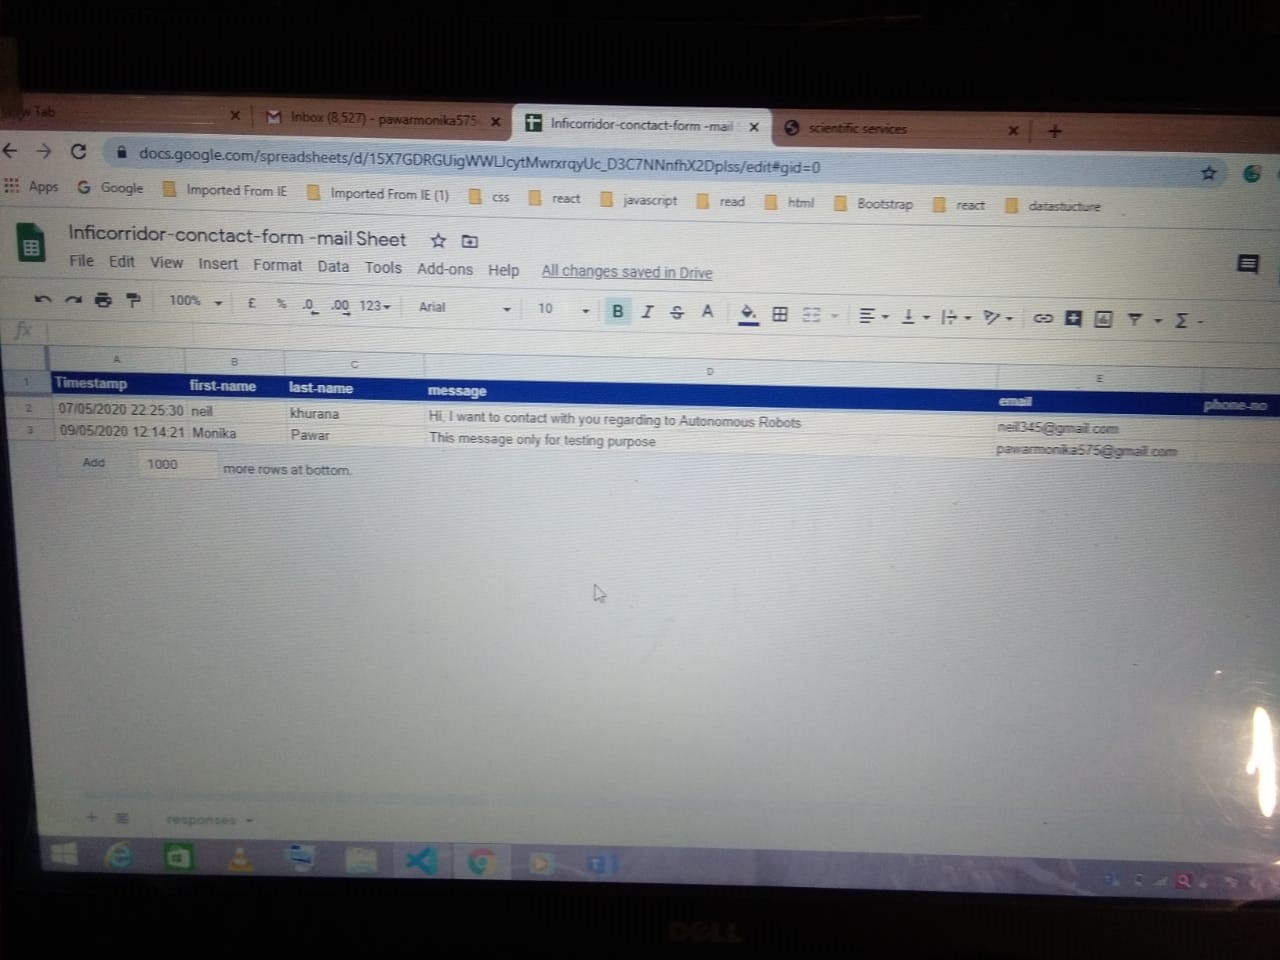 Tab Inbox (8,527) - pawarmonika575 Inficorridor-conctact-form -mail scientific services
docs.google.com/spreadsheets/d/
Apps Google Imported From IE Imported From IE (1) css react javascript read html Bootstrap react datastucture
Inficorridor-conctact-form -mail Sheet
File Edit View Insert Format Data Tools Add-ons Help All changes saved in Drive
100% £ % .0 .00 123 Arial 10 B I S A Σ
fx
A B C D E
1 Timestamp first-name last-name message email phone-no
2 07/05/2020 22:25:30 neil khurana Hi, I want to contact with you regarding to Autonomous Robots neil345@gmail.com
3 09/05/2020 12:14:21 Monika Pawar This message only for testing purpose pawarmonika575@gmail.com
Add 1000 more rows at bottom.
responses
DELL